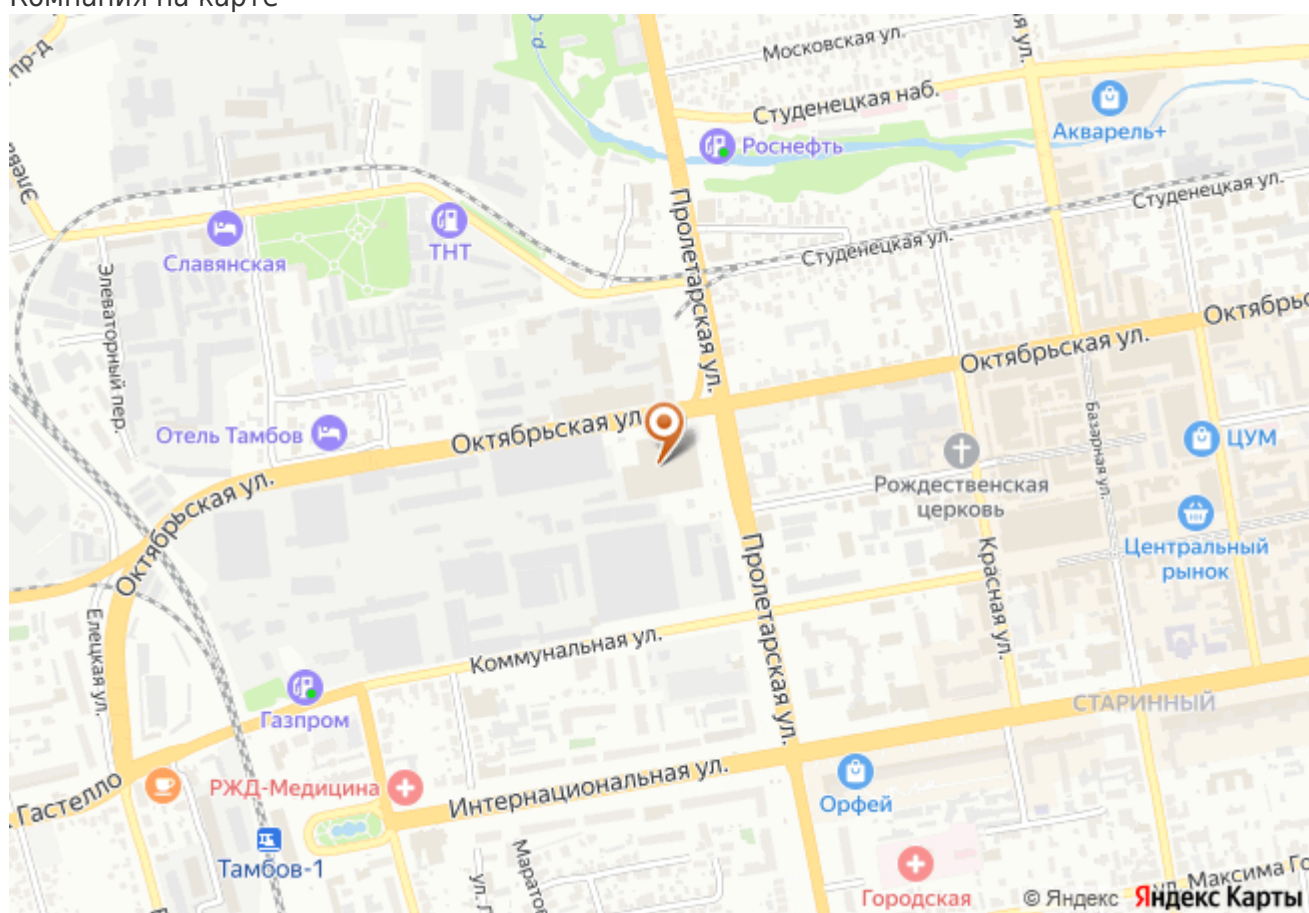 Компания на карте
Московская ул.
пр-д
Студенецкая наб.
Акварель+
Роснефть
Студенецкая ул.
Пролетарская ул.
Студенецкая ул.
ТНТ
Славянская
Элеваторный пер.
Октябрьская ул.
Отель Тамбов
Октябрьская ул.
Базарная ул.
ЦУМ
Рождественская
церковь
Октябрьская ул.
Центральный
рынок
Пролетарская ул.
Красная ул.
Елецкая ул.
Коммунальная ул.
Газпром
СТАРИННЫЙ
Гастелло
РЖД-Медицина
Интернациональная ул.
Орфей
Тамбов-1
Городская
© Яндекс Яндекс Карты